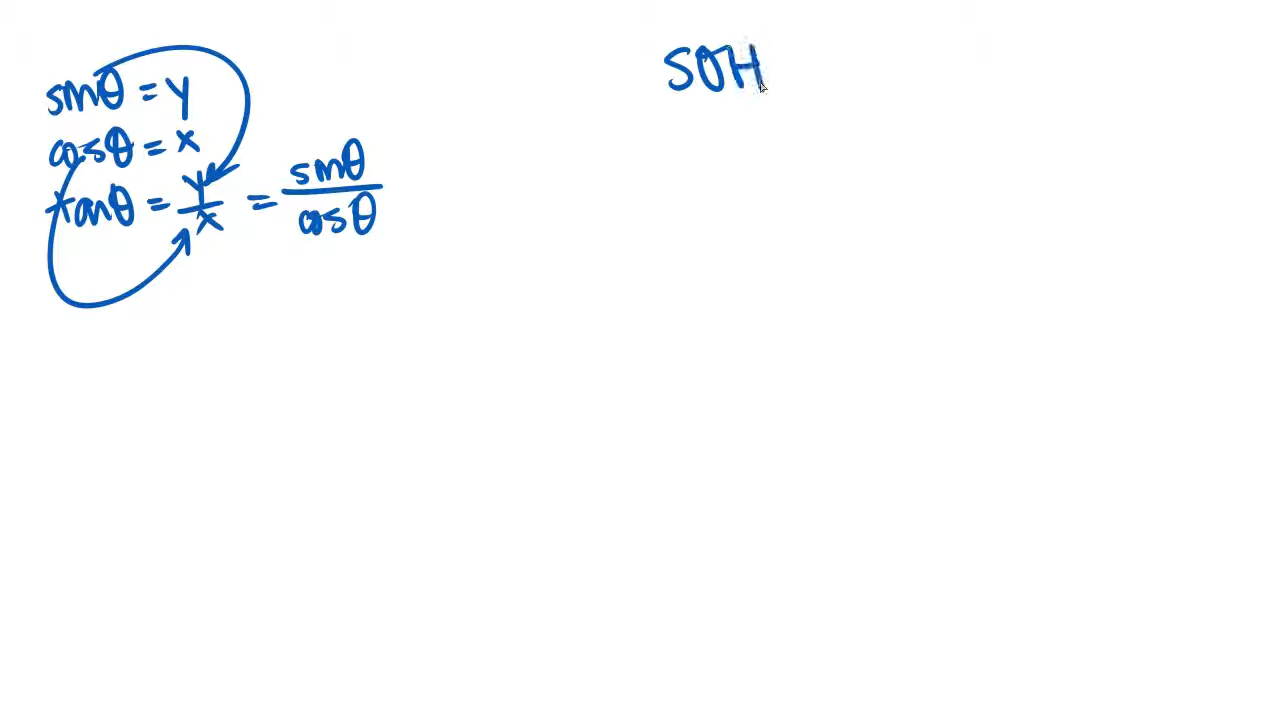 sinθ = y
cosθ = x
tanθ = y/x = sinθ/cosθ
SOH